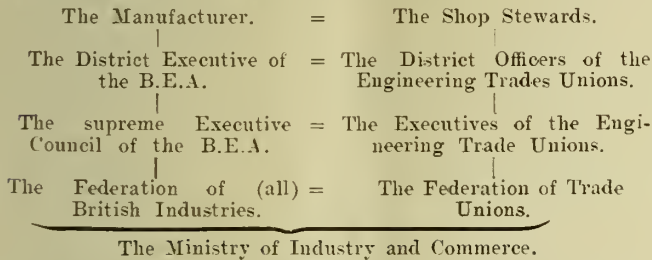 The Manufacturer. = The Shop Stewards.
The District Executive of = The District Officers of the
the B.E.A. Engineering Trades Unions.
The supreme Executive = The Executives of the Engi-
Council of the B.E.A. neering Trade Unions.
The Federation of (all) = The Federation of Trade
British Industries. Unions.
The Ministry of Industry and Commerce.